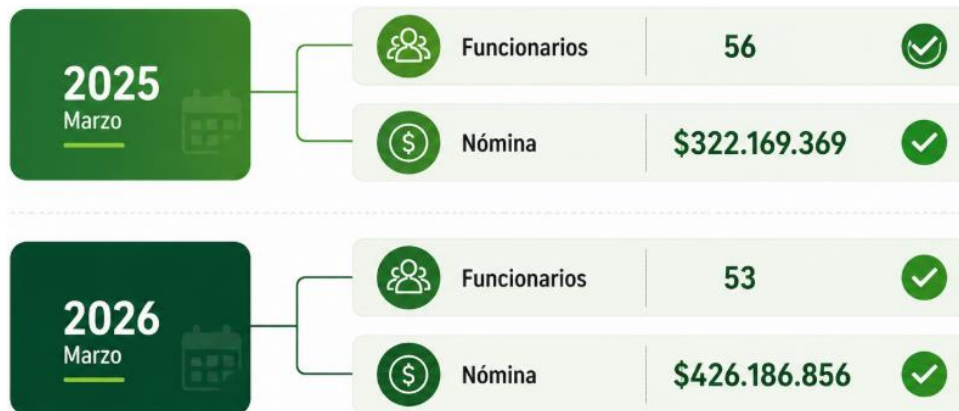 2025
Marzo
Funcionarios 56
$ Nómina $322.169.369
2026
Marzo
Funcionarios 53
$ Nómina $426.186.856